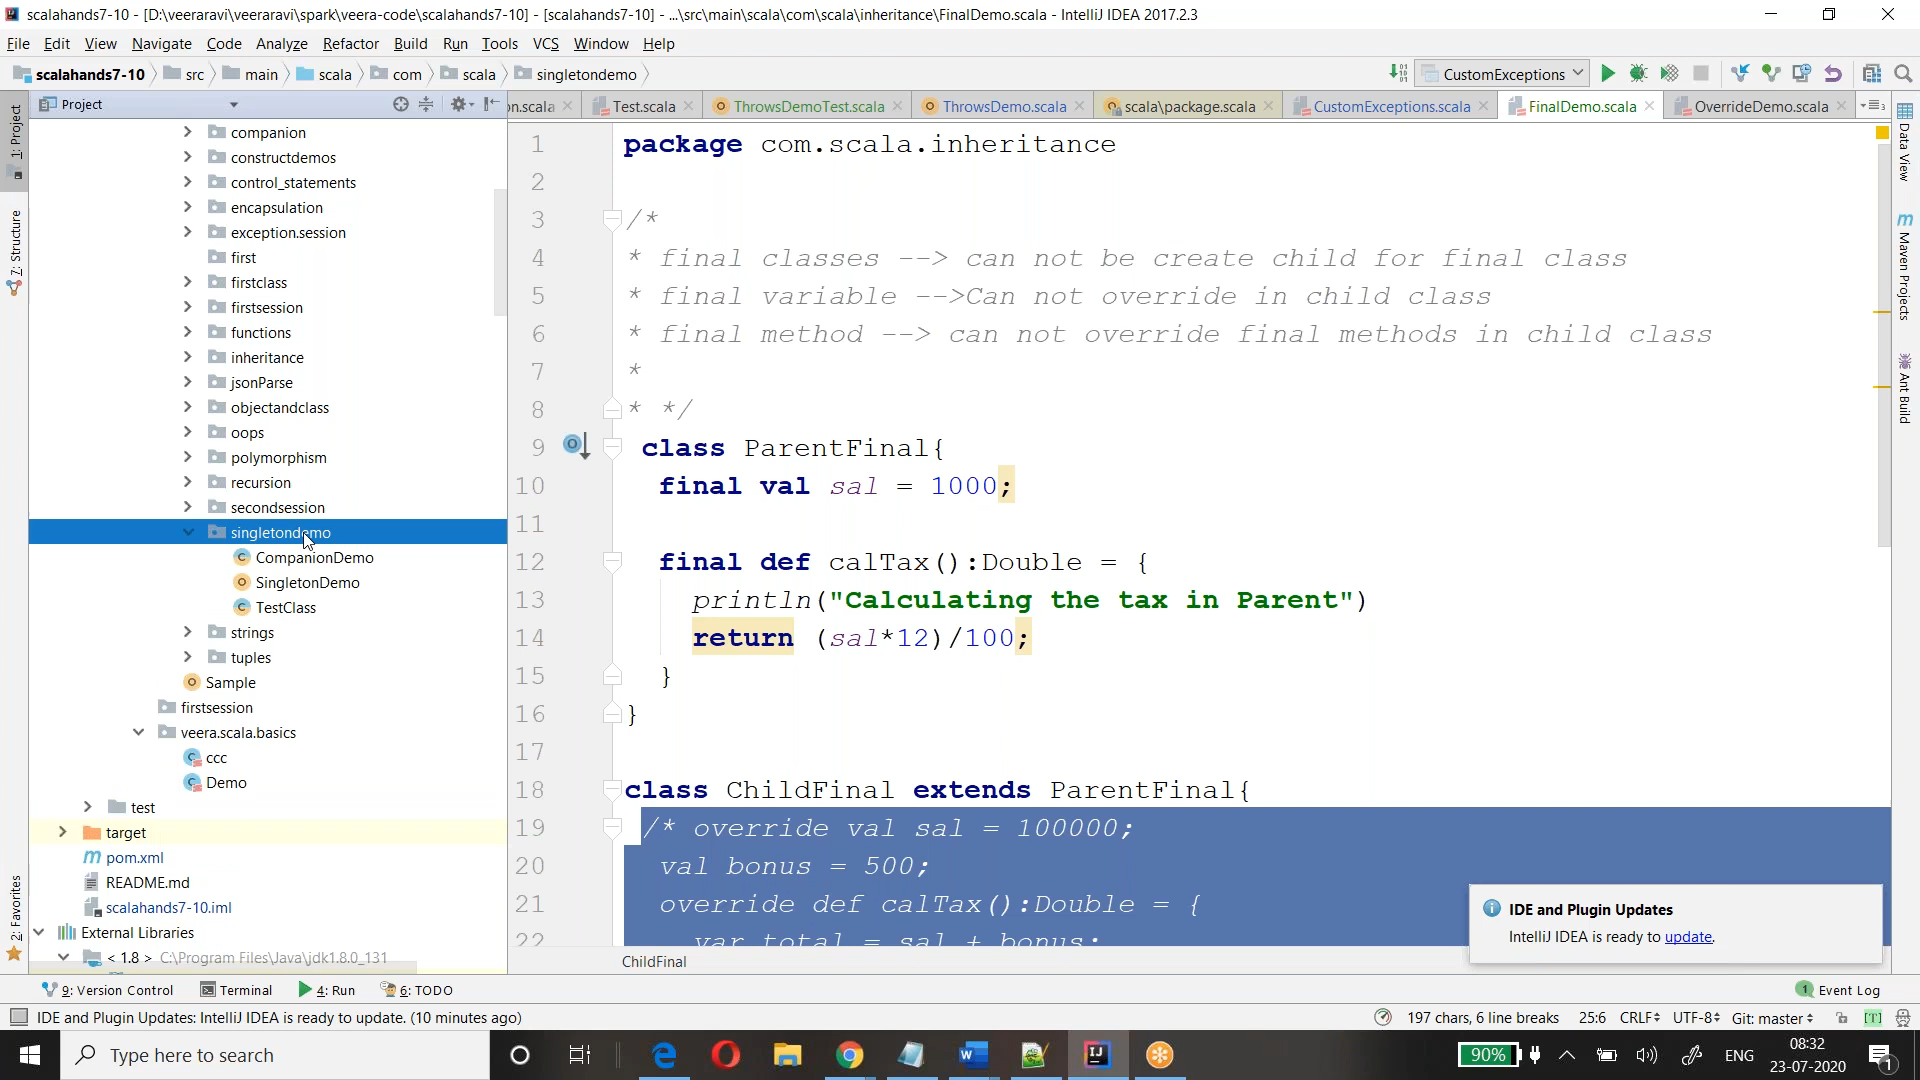 scalahands7-10 - [D:\veeraravi\veeraravi\spark\veera-code\scalahands7-10] - [scalahands7-10] - ...\src\main\scala\com\scala\inheritance\FinalDemo.scala - IntelliJ IDEA 2017.2.3
File Edit View Navigate Code Analyze Refactor Build Run Tools VCS Window Help
scalahands7-10 src main scala com scala singletondemo CustomExceptions
Project n.scala Test.scala ThrowsDemoTest.scala ThrowsDemo.scala scala\package.scala CustomExceptions.scala FinalDemo.scala OverrideDemo.scala
1: Project
7: Structure
2: Favorites
companion
constructdemos
control_statements
encapsulation
exception.session
first
firstclass
firstsession
functions
inheritance
jsonParse
objectandclass
oops
polymorphism
recursion
secondsession
singletondemo
CompanionDemo
SingletonDemo
TestClass
strings
tuples
Sample
firstsession
veera.scala.basics
ccc
Demo
test
target
pom.xml
README.md
scalahands7-10.iml
External Libraries
< 1.8 > C:\Program Files\Java\jdk1.8.0_131
1 package com.scala.inheritance
2
3 /*
4 * final classes --> can not be create child for final class
5 * final variable -->Can not override in child class
6 * final method --> can not override final methods in child class
7 *
8 * */
9 class ParentFinal{
10 final val sal = 1000;
11
12 final def calTax():Double = {
13 println("Calculating the tax in Parent")
14 return (sal*12)/100;
15 }
16 }
17
18 class ChildFinal extends ParentFinal{
19 /* override val sal = 100000;
20 val bonus = 500;
21 override def calTax():Double = {
22 var total = sal + bonus;
ChildFinal
Data View
Maven Projects
Ant Build
IDE and Plugin Updates
IntelliJ IDEA is ready to update.
9: Version Control Terminal 4: Run 6: TODO 1 Event Log
IDE and Plugin Updates: IntelliJ IDEA is ready to update. (10 minutes ago) 197 chars, 6 line breaks 25:6 CRLF UTF-8 Git: master [T]
Type here to search 90% ENG 08:32
23-07-2020 1